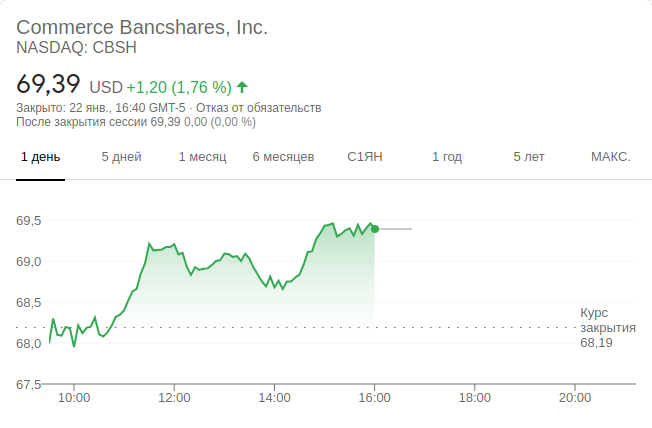 Commerce Bancshares, Inc.
NASDAQ: CBSH
69,39 USD +1,20 (1,76 %)
Закрыто: 22 янв., 16:40 GMT-5 · Отказ от обязательств
После закрытия сессии 69,39 0,00 (0,00 %)
1 день 5 дней 1 месяц 6 месяцев С1ЯН 1 год 5 лет МАКС.
69,5
69,0
68,5
Курс
закрытия
68,19
68,0
67,5
10:00 12:00 14:00 16:00 18:00 20:00